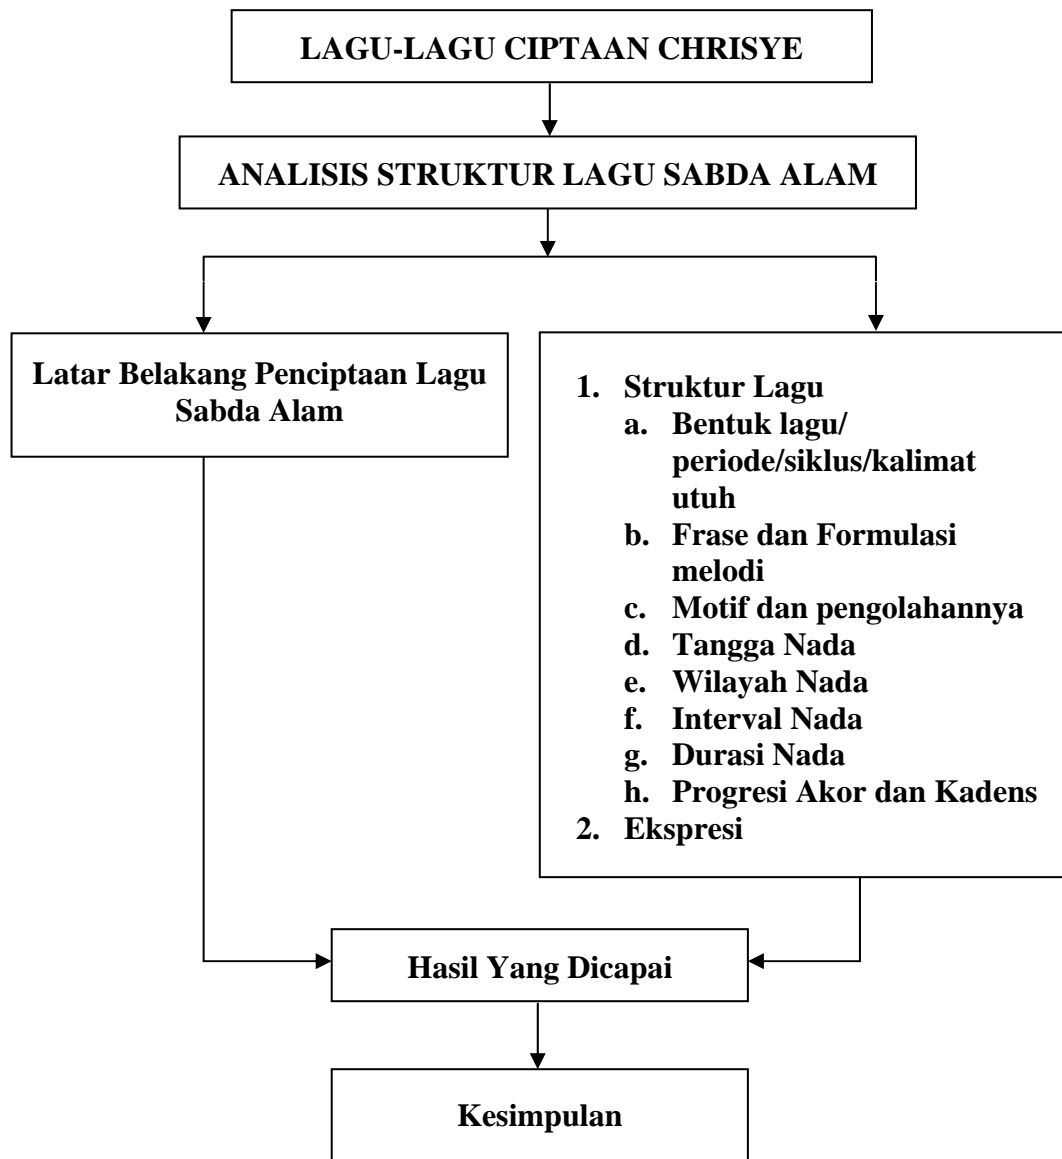 LAGU-LAGU CIPTAAN CHRISYE
ANALISIS STRUKTUR LAGU SABDA ALAM
Latar Belakang Penciptaan Lagu
Sabda Alam
1. Struktur Lagu
a. Bentuk lagu/
periode/siklus/kalimat
utuh
b. Frase dan Formulasi
melodi
c. Motif dan pengolahannya
d. Tangga Nada
e. Wilayah Nada
f. Interval Nada
g. Durasi Nada
h. Progresi Akor dan Kadens
2. Ekspresi
Hasil Yang Dicapai
Kesimpulan